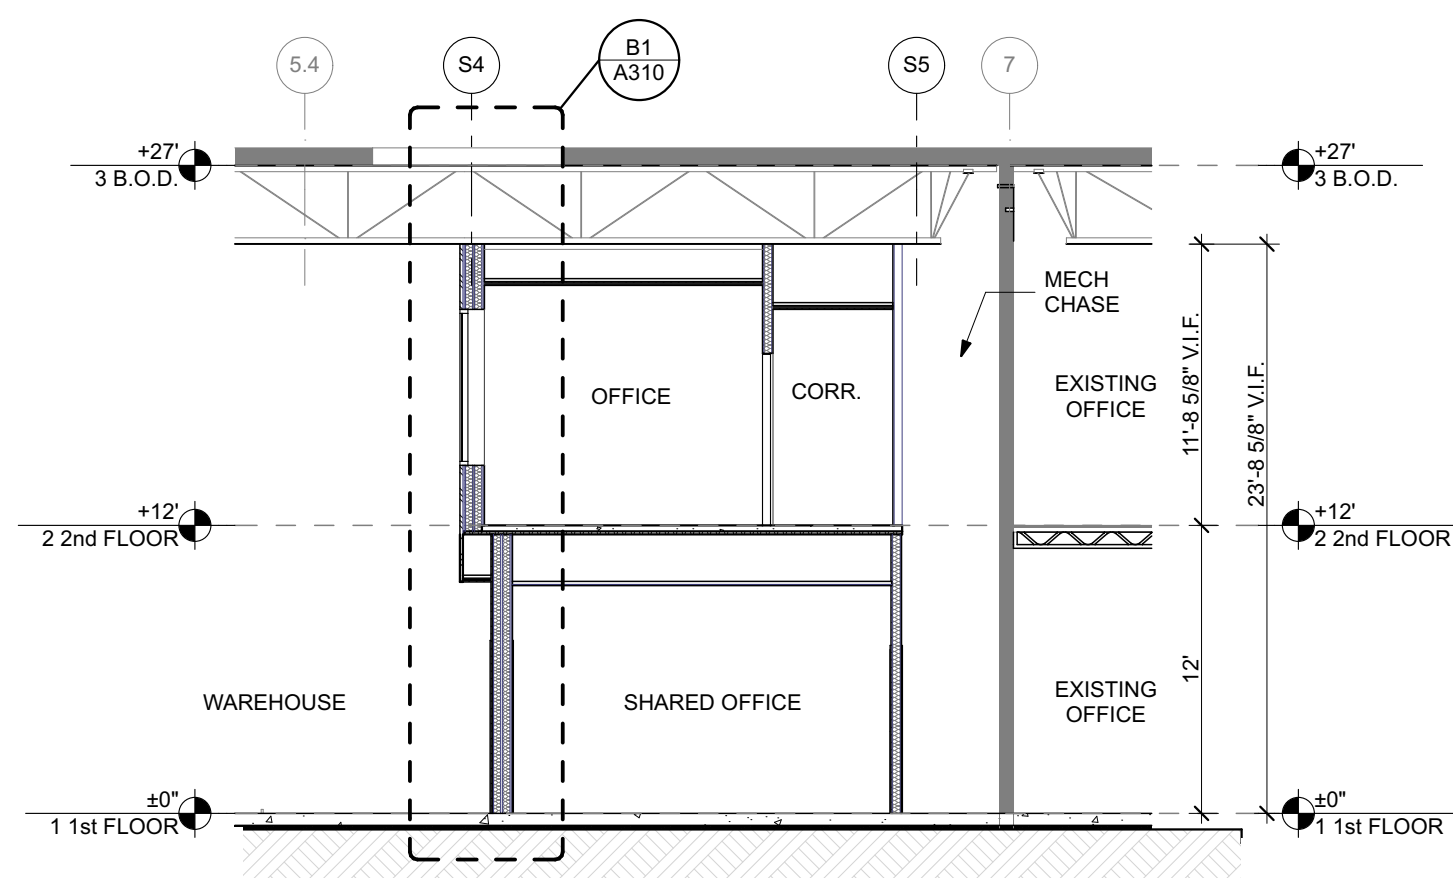 5.4
S4
B1
A310
S5
7
+27'
3 B.O.D.
+27'
3 B.O.D.
MECH
CHASE
OFFICE
CORR.
EXISTING
OFFICE
11'-8 5/8" V.I.F.
23'-8 5/8" V.I.F.
+12'
2 2nd FLOOR
+12'
2 2nd FLOOR
WAREHOUSE
SHARED OFFICE
EXISTING
OFFICE
12'
±0"
1 1st FLOOR
±0"
1 1st FLOOR